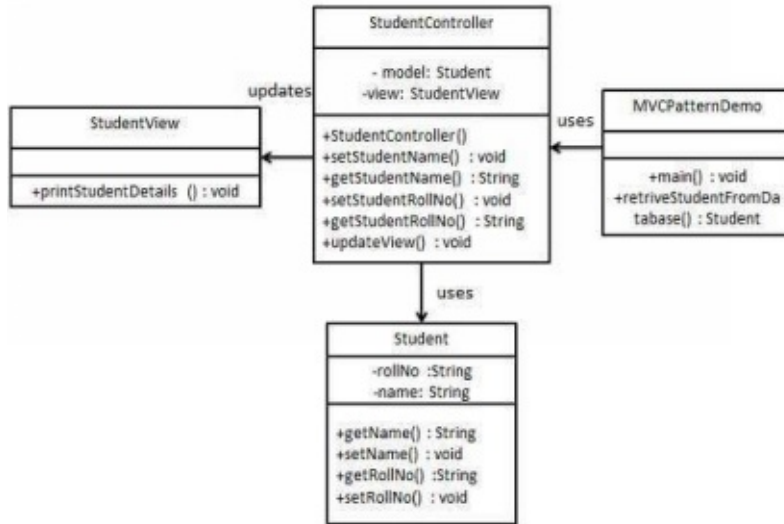 StudentController
- model: Student
-view: StudentView
+StudentController()
+setStudentName() : void
+getStudentName() : String
+setStudentRollNo() : void
+getStudentRollNo() : String
+updateView() : void
updates
StudentView
+printStudentDetails () : void
uses
MVCPatternDemo
+main() : void
+retriveStudentFromDa
tabase() : Student
uses
Student
-rollNo :String
-name: String
+getName() : String
+setName() : void
+getRollNo() :String
+setRollNo() : void